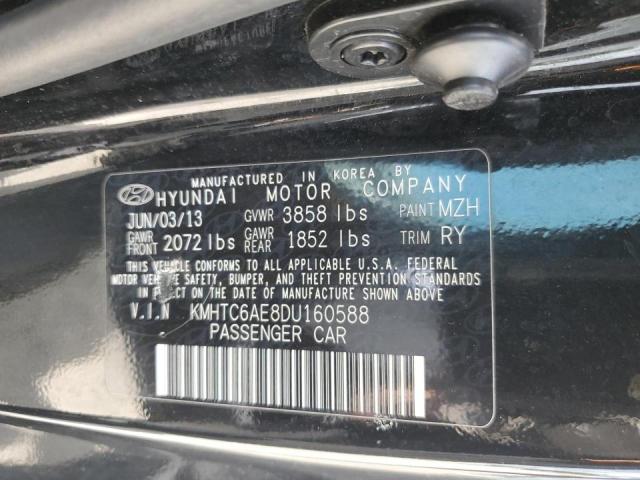 MANUFACTURED IN KOREA BY
HYUNDAI MOTOR COMPANY
JUN/03/13 GVWR 3858 lbs PAINT MZH
GAWR FRONT 2072 lbs GAWR REAR 1852 lbs TRIM RY
THIS VEHICLE CONFORMS TO ALL APPLICABLE U.S.A. FEDERAL
MOTOR VEHICLE SAFETY, BUMPER, AND THEFT PREVENTION STANDARDS
IN EFFECT ON THE DATE OF MANUFACTURE SHOWN ABOVE
V.I.N KMHTC6AE8DU160588
PASSENGER CAR